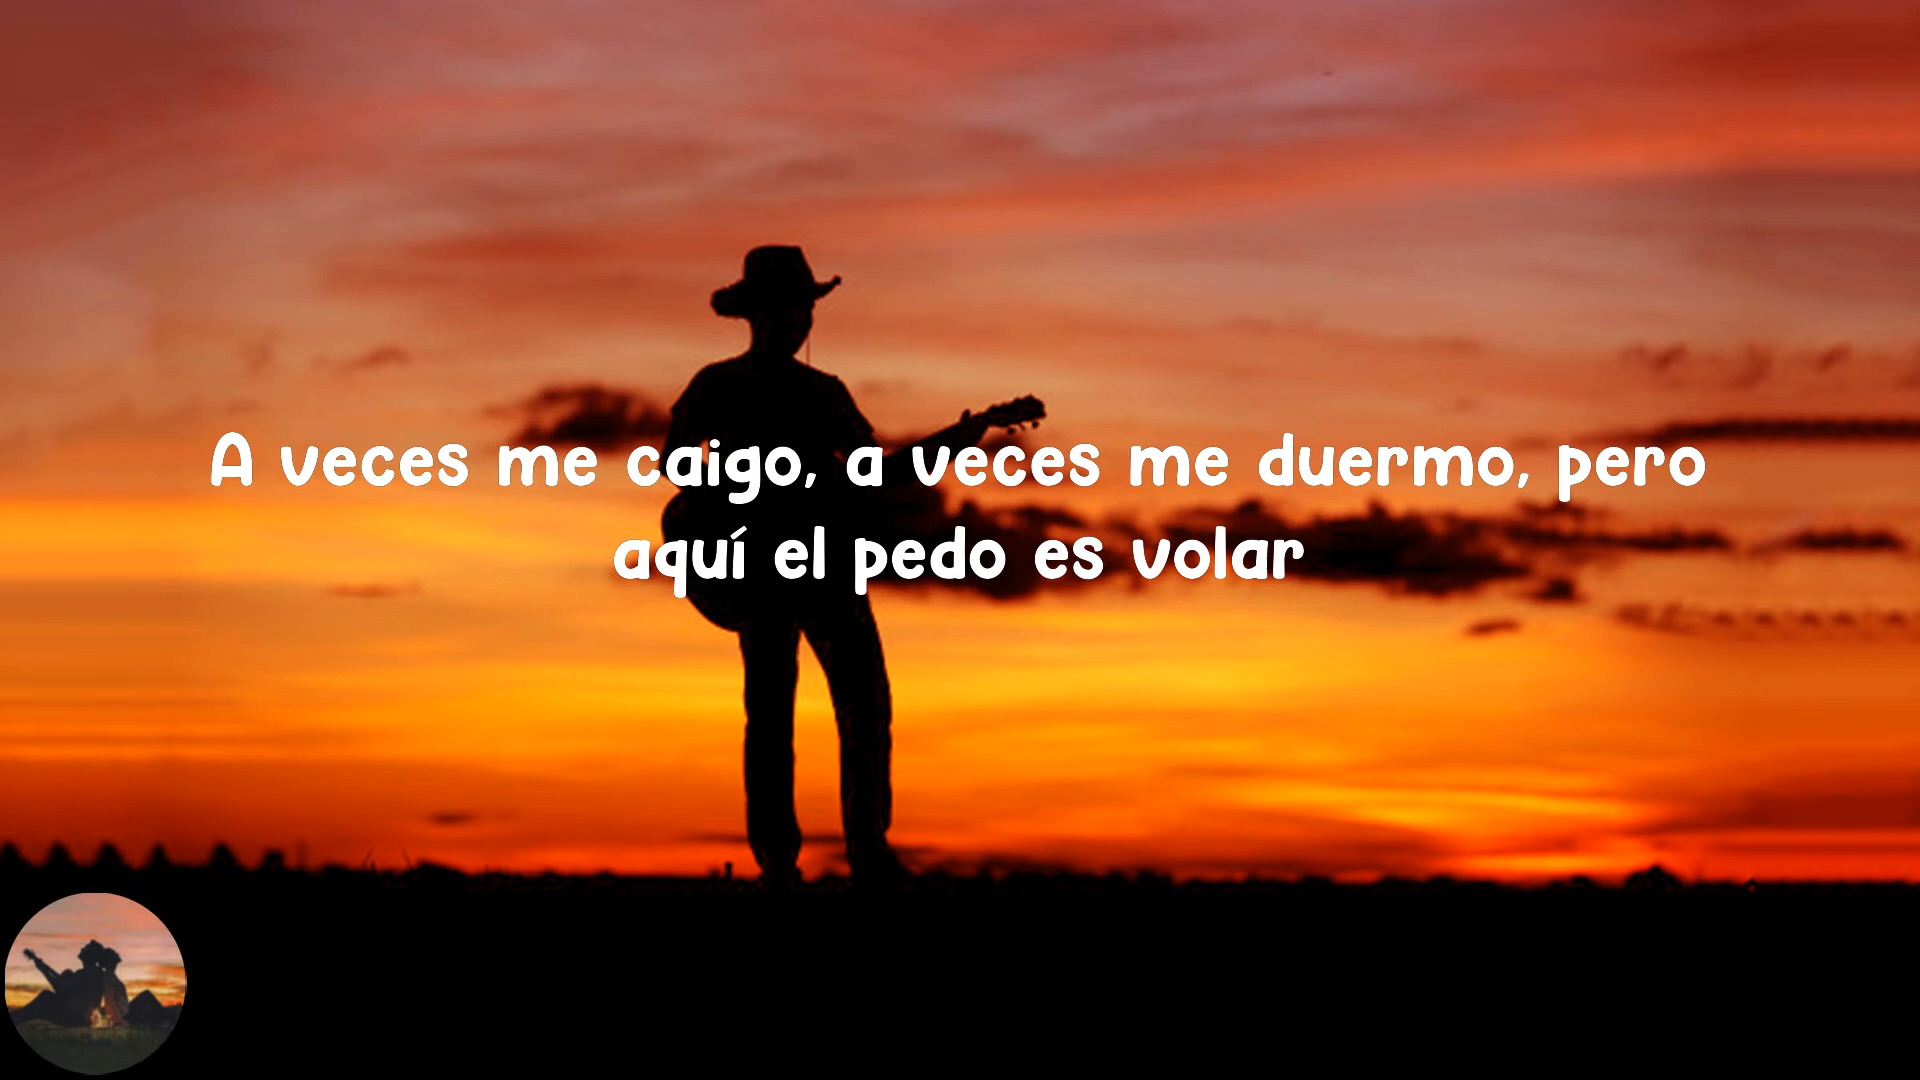 A veces me caigo, a veces me duermo, pero
aquí el pedo es volar